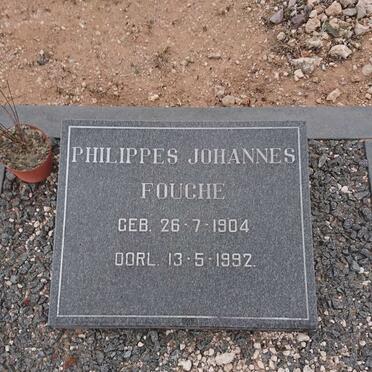 PHILIPPES JOHANNES
FOUCHE
GEB. 26-7-1904
OORL. 13-5-1992.